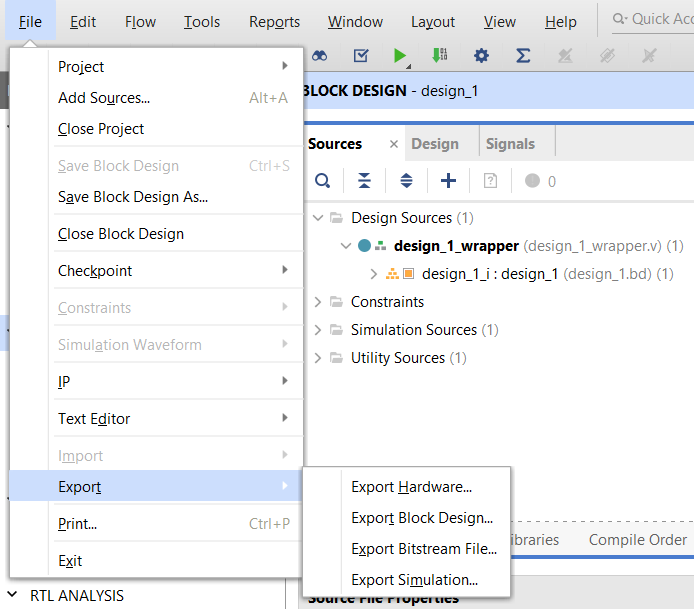 File Edit Flow Tools Reports Window Layout View Help Quick Acc
Project
Add Sources... Alt+A
Close Project
Save Block Design Ctrl+S
Save Block Design As...
Close Block Design
Checkpoint
Constraints
Simulation Waveform
IP
Text Editor
Import
Export
Print... Ctrl+P
Exit
RTL ANALYSIS
BLOCK DESIGN - design_1
Sources × Design Signals
? 0
Design Sources (1)
design_1_wrapper (design_1_wrapper.v) (1)
design_1_i : design_1 (design_1.bd) (1)
Constraints
Simulation Sources (1)
Utility Sources (1)
Export Hardware...
Export Block Design...
Export Bitstream File...
Export Simulation...
ibraries Compile Order
Source File Properties